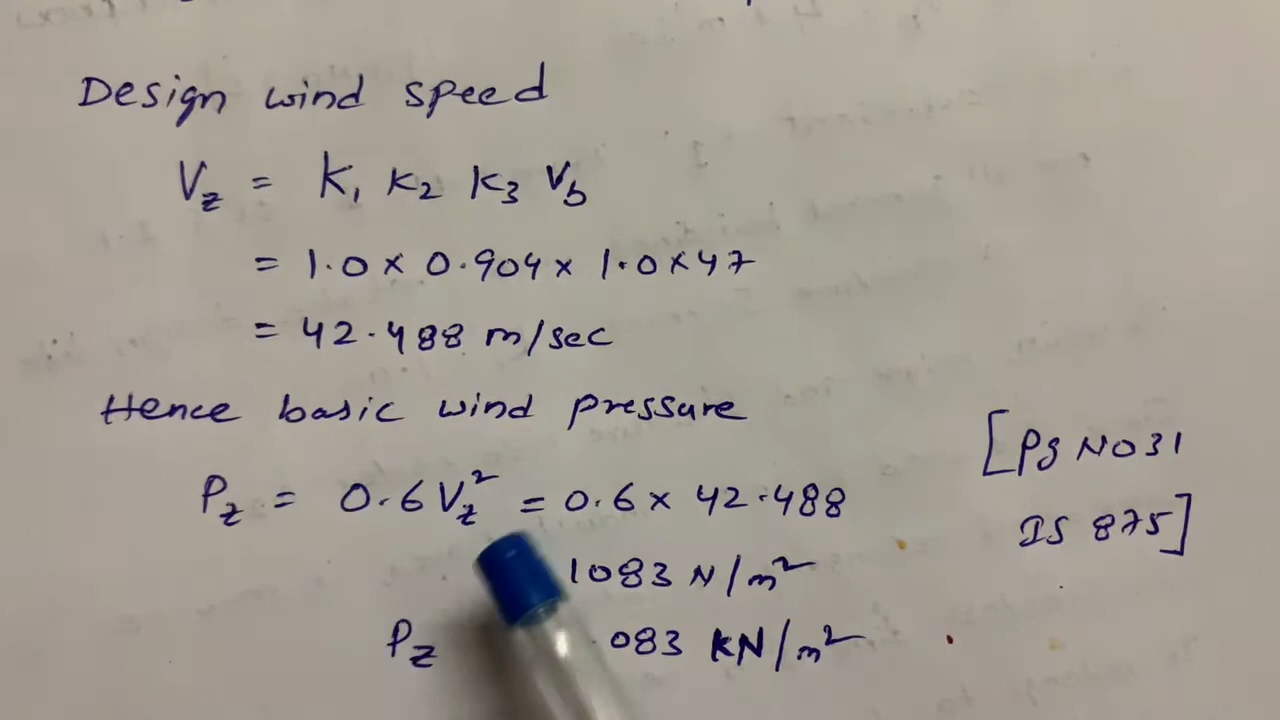 Design wind speed
Vz = K1 K2 K3 Vb
= 1.0 x 0.904 x 1.0 x 47
= 42.488 m/sec
Hence basic wind pressure
Pz = 0.6 Vz² = 0.6 x 42.488
[Pg NO 31
IS 875]
1083 N/m²
Pz .083 KN/m²